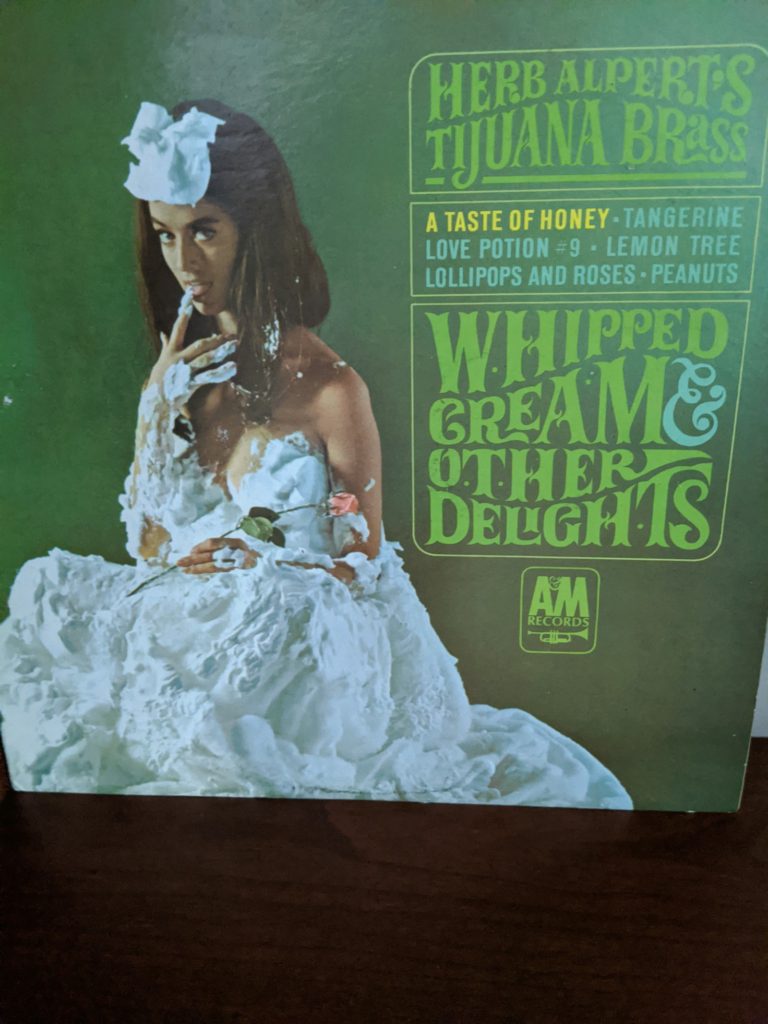 HERB ALPERT'S
TIJUANA BRASS
A TASTE OF HONEY · TANGERINE
LOVE POTION #9 · LEMON TREE
LOLLIPOPS AND ROSES · PEANUTS
WHIPPED
CREAM &
OTHER
DELIGHTS
A&M
RECORDS